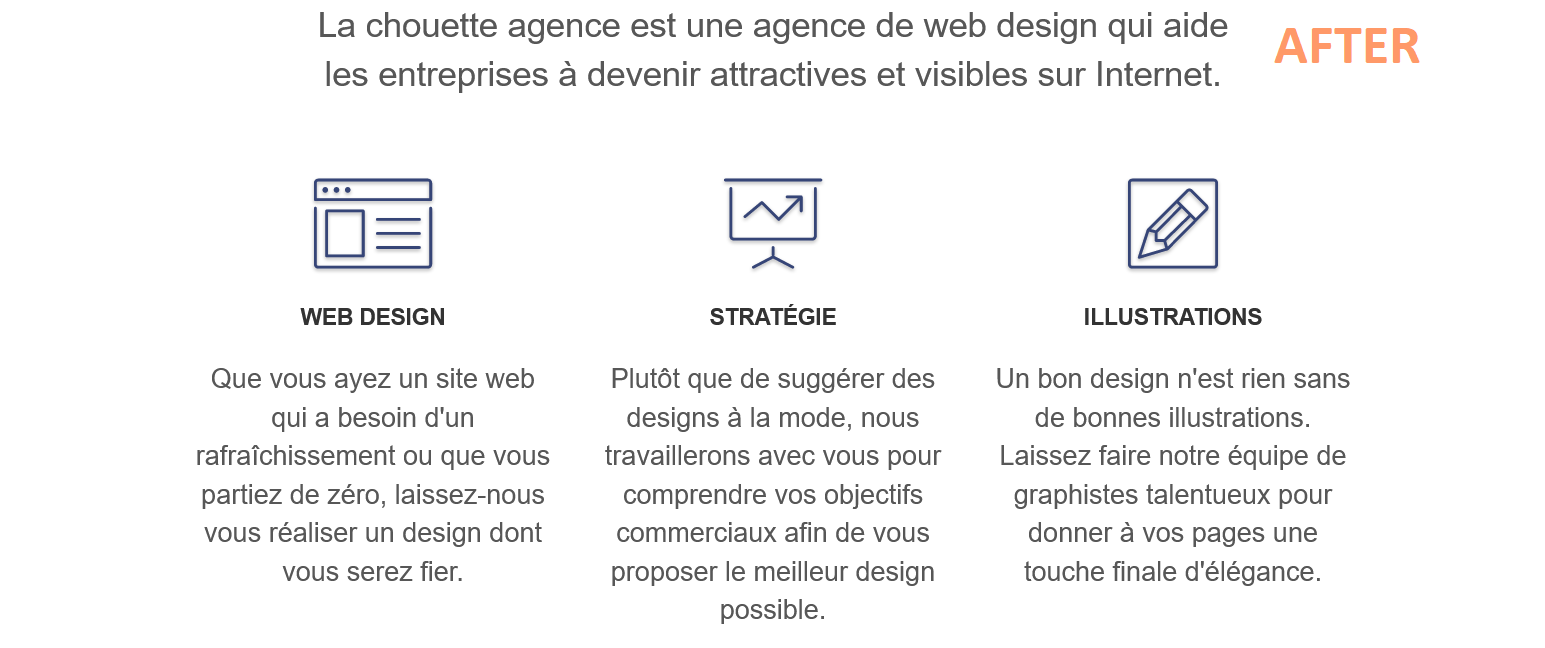 La chouette agence est une agence de web design qui aide
les entreprises à devenir attractives et visibles sur Internet.
AFTER
WEB DESIGN
Que vous ayez un site web
qui a besoin d'un
rafraîchissement ou que vous
partiez de zéro, laissez-nous
vous réaliser un design dont
vous serez fier.
STRATÉGIE
Plutôt que de suggérer des
designs à la mode, nous
travaillerons avec vous pour
comprendre vos objectifs
commerciaux afin de vous
proposer le meilleur design
possible.
ILLUSTRATIONS
Un bon design n'est rien sans
de bonnes illustrations.
Laissez faire notre équipe de
graphistes talentueux pour
donner à vos pages une
touche finale d'élégance.